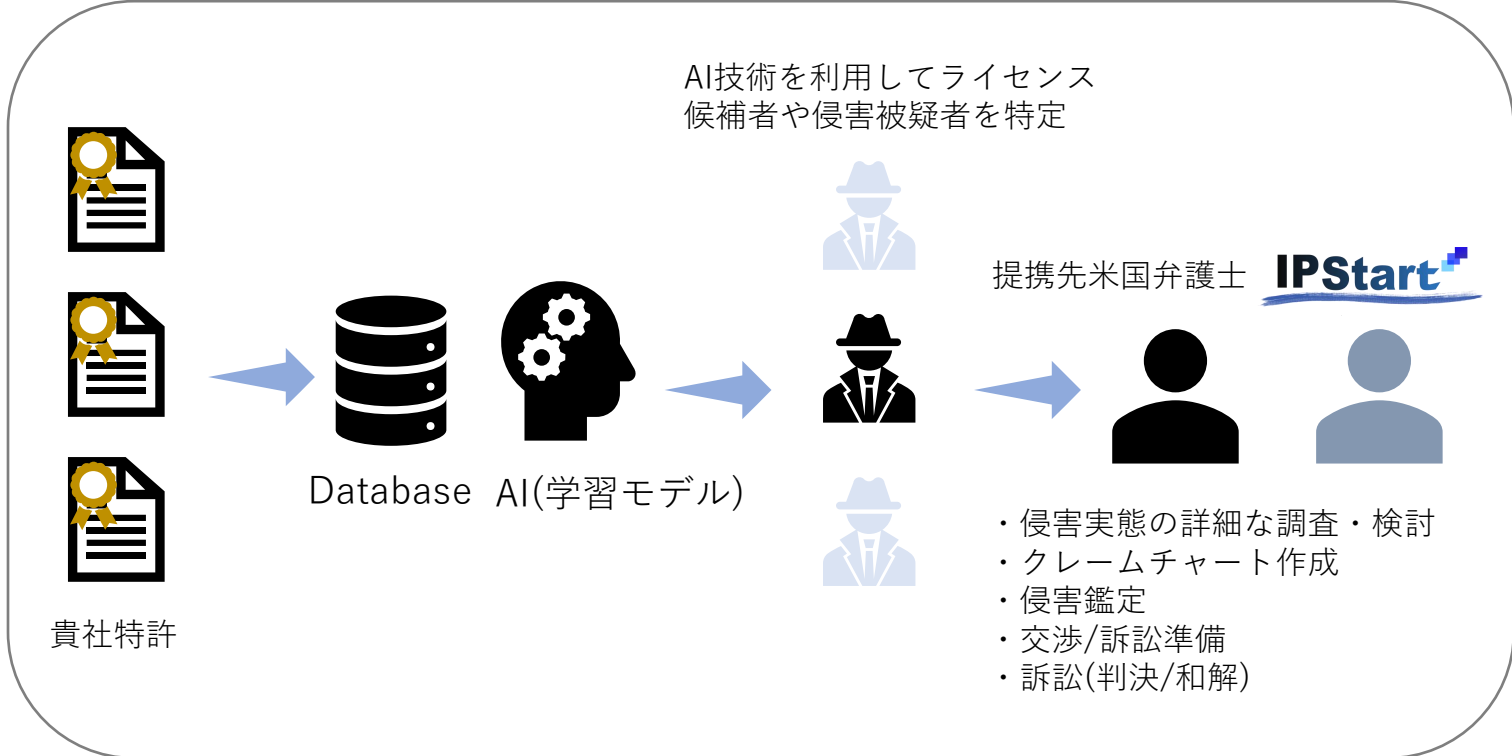 AI技術を利用してライセンス
候補者や侵害被疑者を特定
提携先米国弁護士
IPStart
Database
AI(学習モデル)
貴社特許
・侵害実態の詳細な調査・検討
・クレームチャート作成
・侵害鑑定
・交渉/訴訟準備
・訴訟(判決/和解)